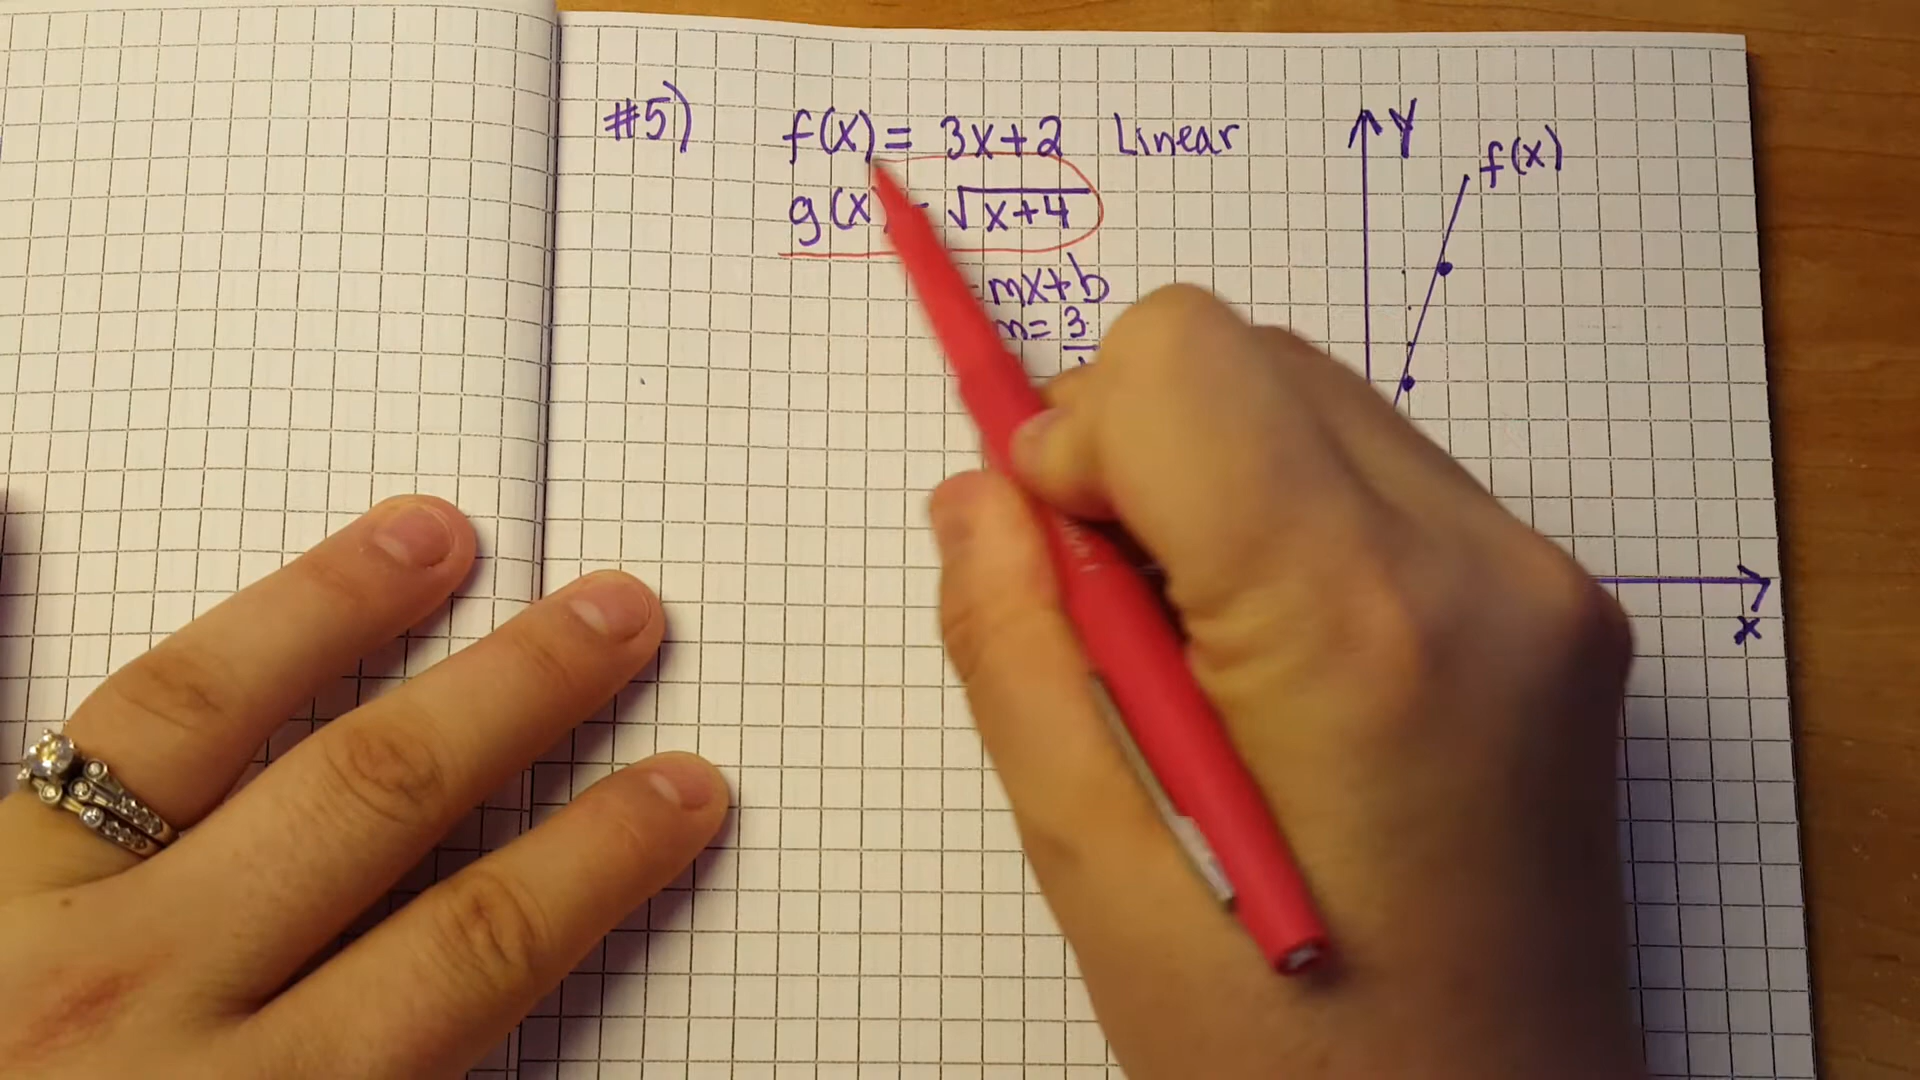 #5) f(x) = 3x+2 Linear
g(x) = √x+4
=mx+b
m= 3
Y
f(x)
x